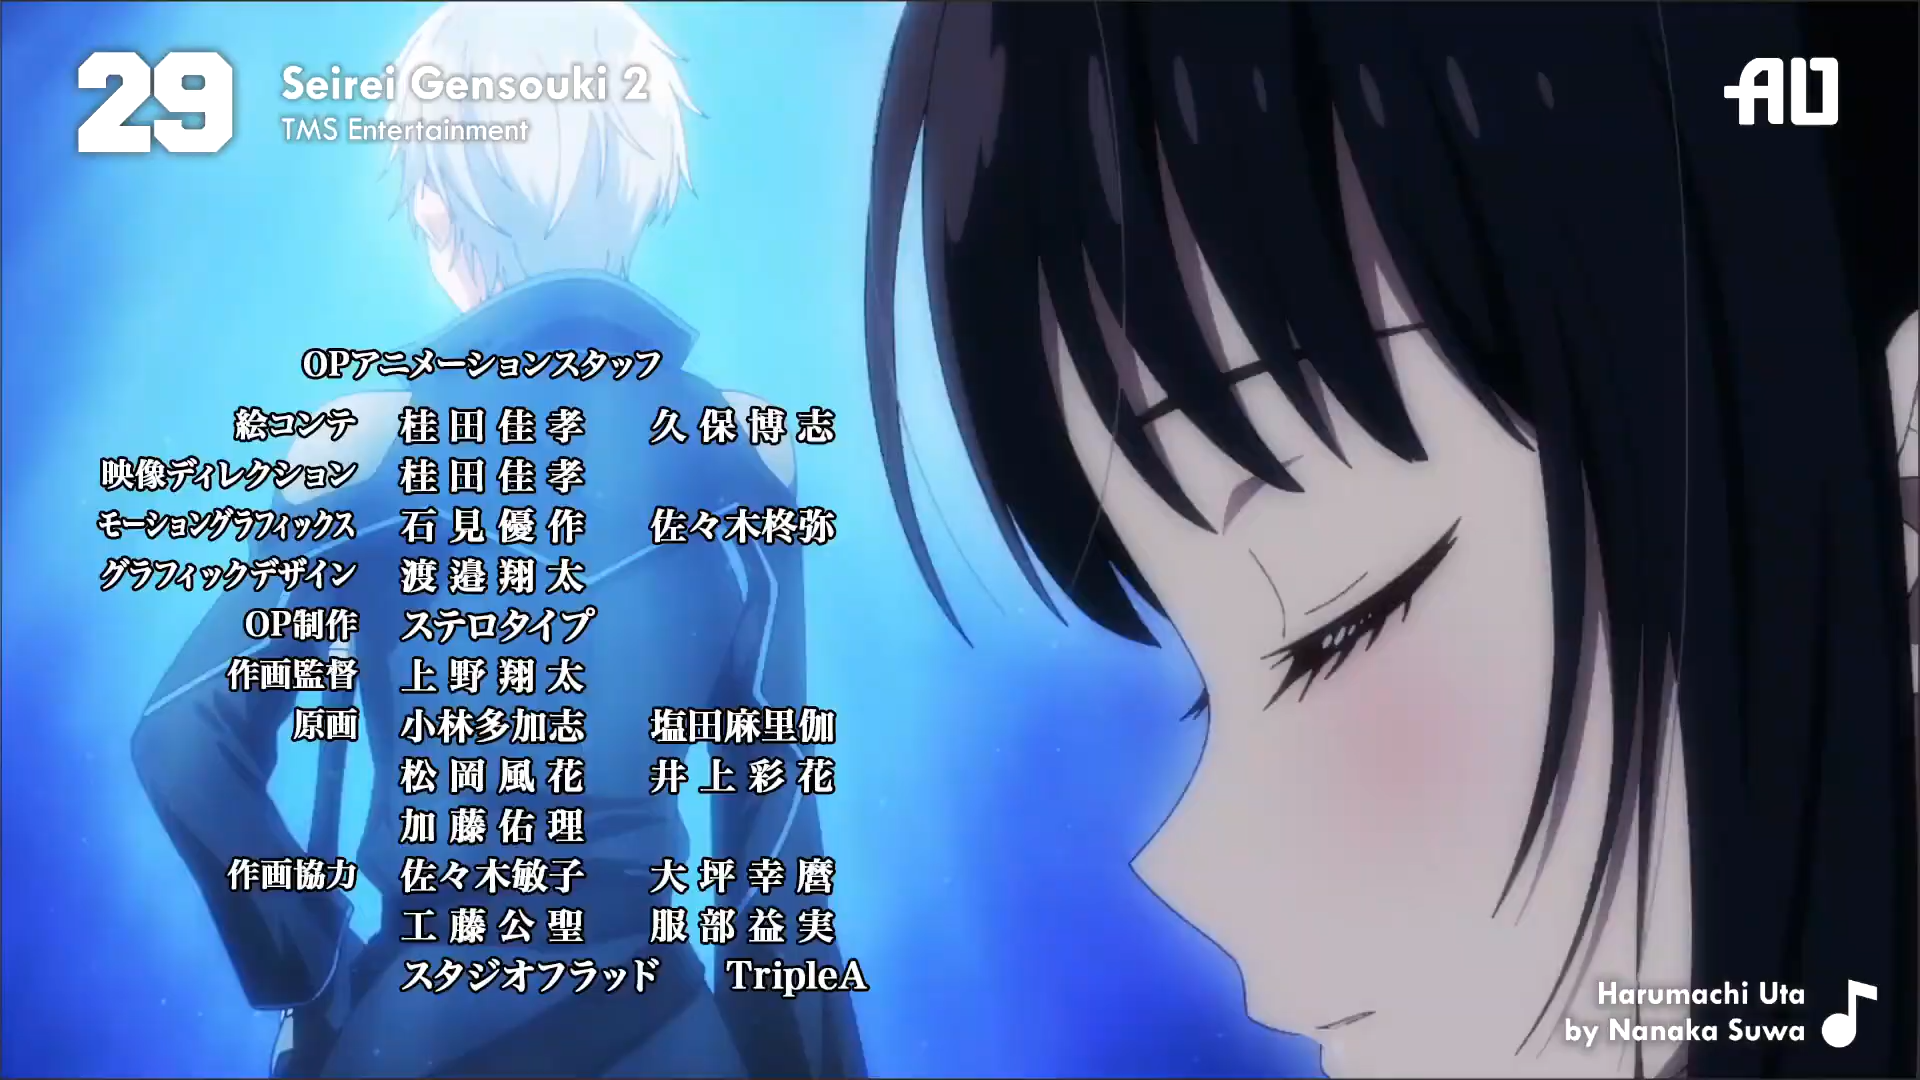 29
Seirei Gensouki 2
TMS Entertainment
AU
OPアニメーションスタッフ
絵コンテ 桂田佳孝 久保博志
映像ディレクション 桂田佳孝
モーショングラフィックス 石見優作 佐々木柊弥
グラフィックデザイン 渡邉翔太
OP制作 ステロタイプ
作画監督 上野翔太
原画 小林多加志 塩田麻里伽
松岡風花 井上彩花
加藤佑理
作画協力 佐々木敏子 大坪幸麿
工藤公聖 服部益実
スタジオフラッド TripleA
Harumachi Uta
by Nanaka Suwa